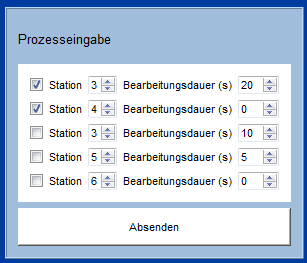 Prozesseingabe
Station 3 Bearbeitungsdauer (s) 20
Station 4 Bearbeitungsdauer (s) 0
Station 3 Bearbeitungsdauer (s) 10
Station 5 Bearbeitungsdauer (s) 5
Station 6 Bearbeitungsdauer (s) 0
Absenden